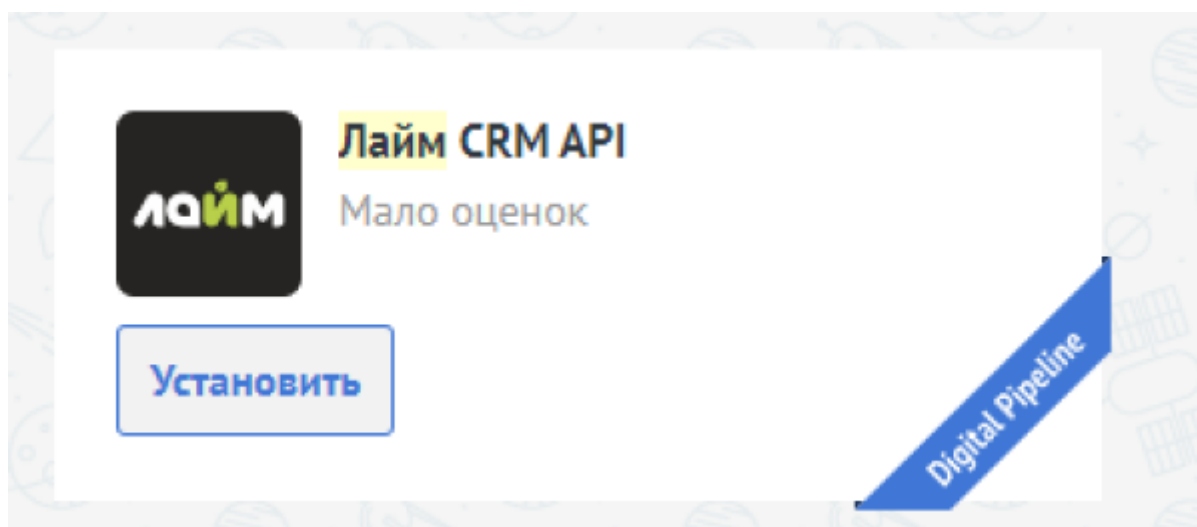 лайм
Лайм CRM API
Мало оценок
Установить
Digital Pipeline